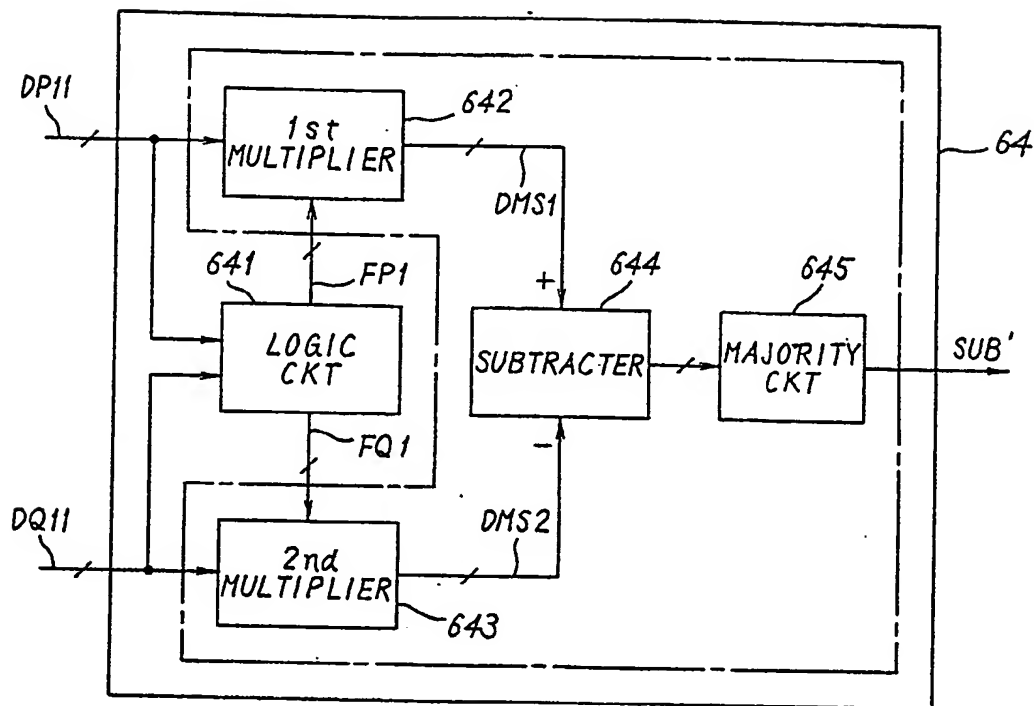 DP11
1st
MULTIPLIER
642
64
DMS1
641
FP1
+
644
645
LOGIC
CKT
SUBTRACTER
MAJORITY
CKT
SUB'
FQ1
-
DQ11
2nd
MULTIPLIER
DMS2
643